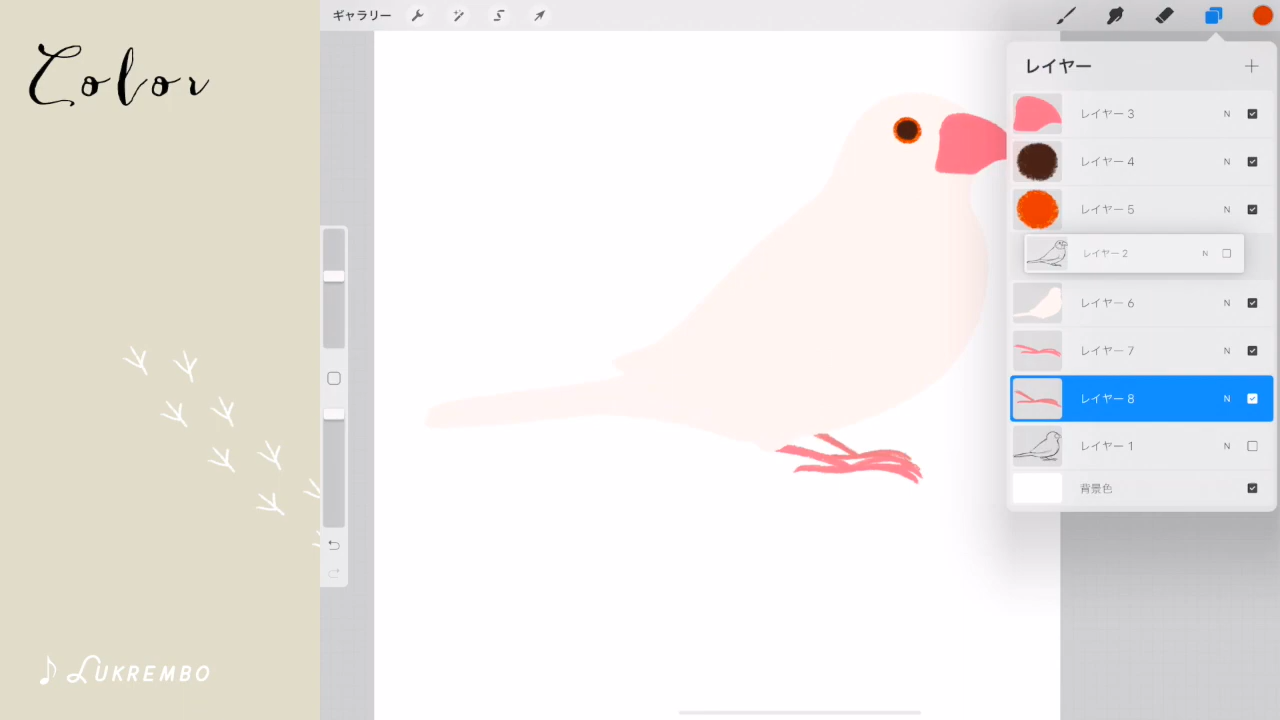 Color
♪ LUKREMBO
ギャラリー
レイヤー
レイヤー 3 N
レイヤー 4 N
レイヤー 5 N
レイヤー 2 N
レイヤー 6 N
レイヤー 7 N
レイヤー 8 N
レイヤー 1 N
背景色